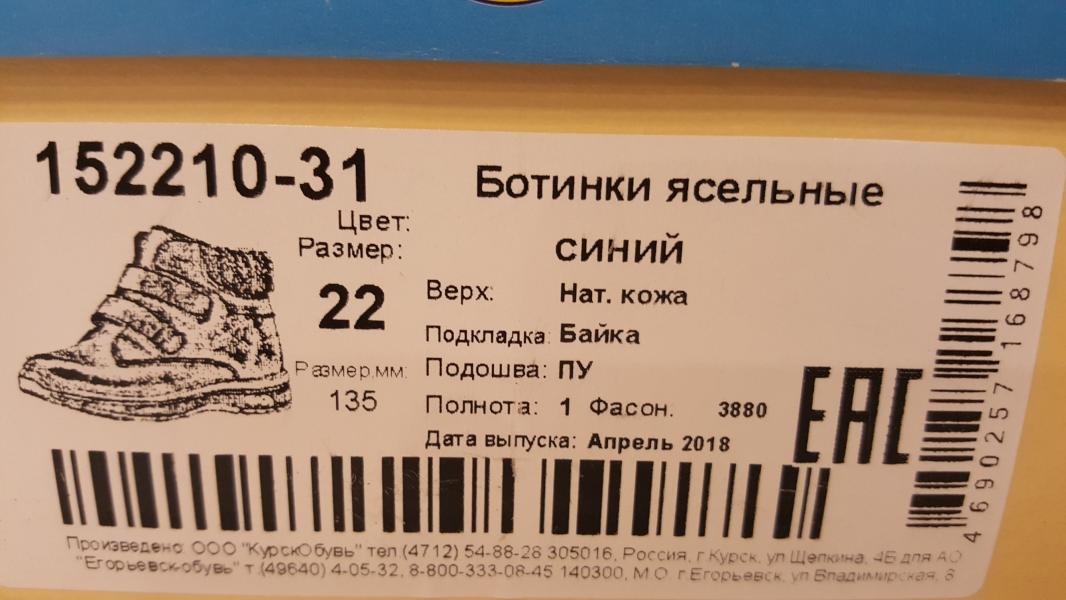 152210-31
Ботинки ясельные
Цвет:
синий
Размер:
22
Верх: Нат. кожа
Подкладка: Байка
Размер,мм:
135
Подошва: ПУ
Полнота: 1 Фасон. 3880
Дата выпуска: Апрель 2018
EAC
4690257168798
Произведено: ООО "КурскОбувь" тел.(4712) 54-88-28 305016, Россия, г.Курск, ул.Щепкина, 4Б для АО
"Егорьевск-обувь" т.(49640) 4-05-32, 8-800-333-08-45 140300, М.О. г.Егорьевск, ул.Владимирская, 8